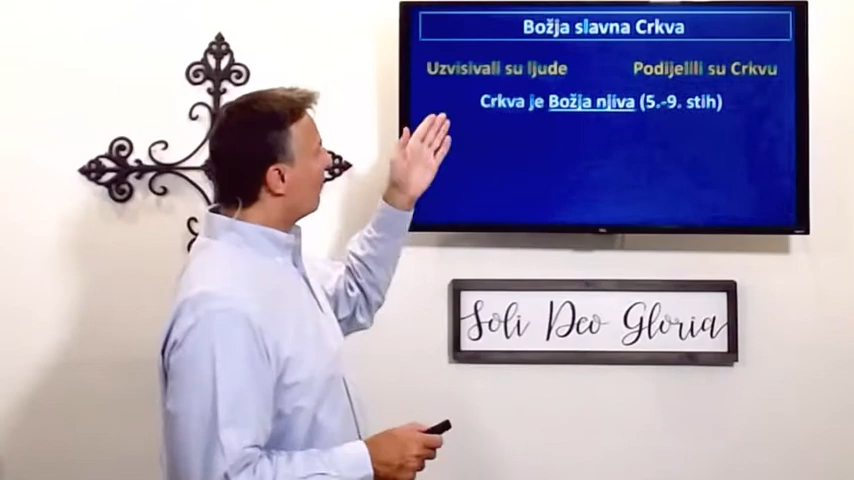 Božja slavna Crkva
Uzvisivali su ljude Podijelili su Crkvu
Crkva je Božja njiva (5.-9. stih)
Soli Deo Gloria